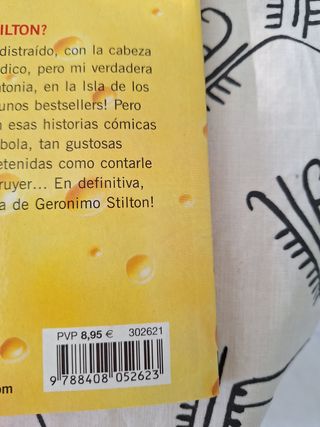 ILTON?
distraído, con la cabeza
dico, pero mi verdadera
tonia, en la Isla de los
unos bestsellers! Pero
n esas historias cómicas
bola, tan gustosas
etenidas como contarle
ruyer... En definitiva,
a de Geronimo Stilton!
PVP 8,95 € 302621
9 788408 052623
om